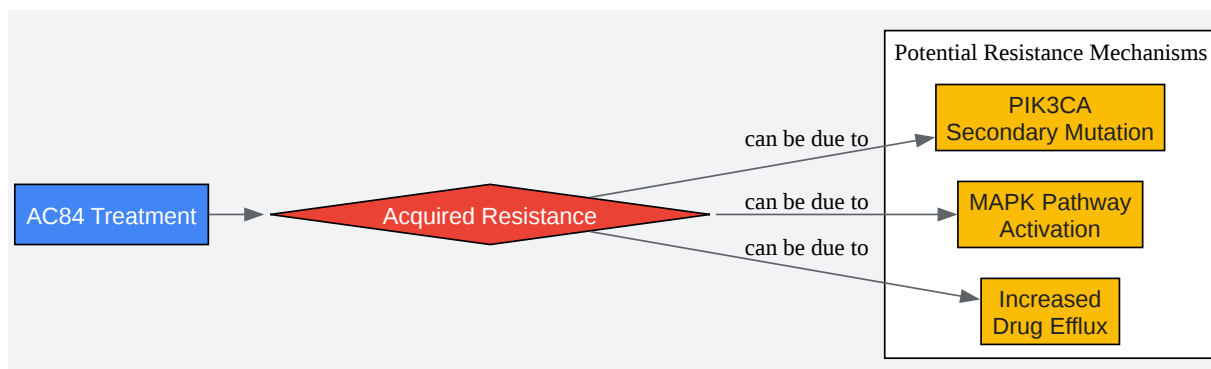 Potential Resistance Mechanisms
PIK3CA
Secondary Mutation
can be due to
AC84 Treatment
Acquired Resistance
can be due to
MAPK Pathway
Activation
can be due to
Increased
Drug Efflux